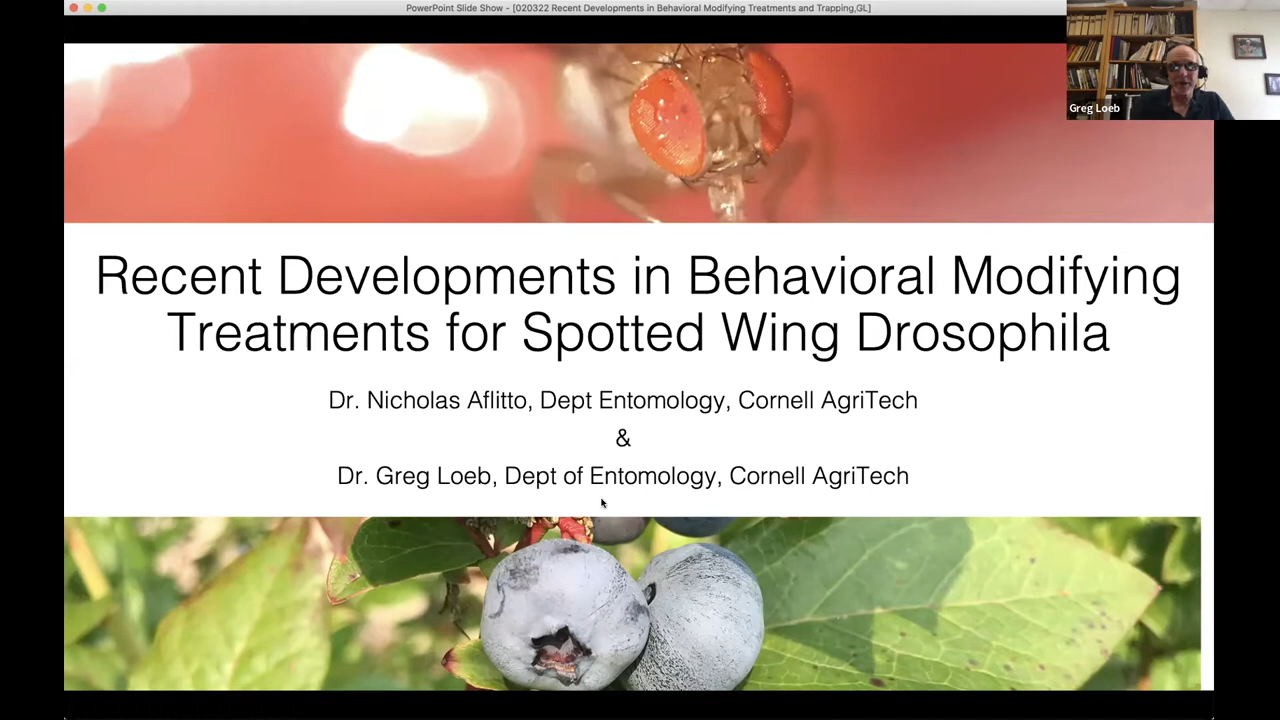 PowerPoint Slide Show - [020322 Recent Developments in Behavioral Modifying Treatments and Trapping,GL]
Greg Loeb
Recent Developments in Behavioral Modifying
Treatments for Spotted Wing Drosophila
Dr. Nicholas Aflitto, Dept Entomology, Cornell AgriTech
&
Dr. Greg Loeb, Dept of Entomology, Cornell AgriTech